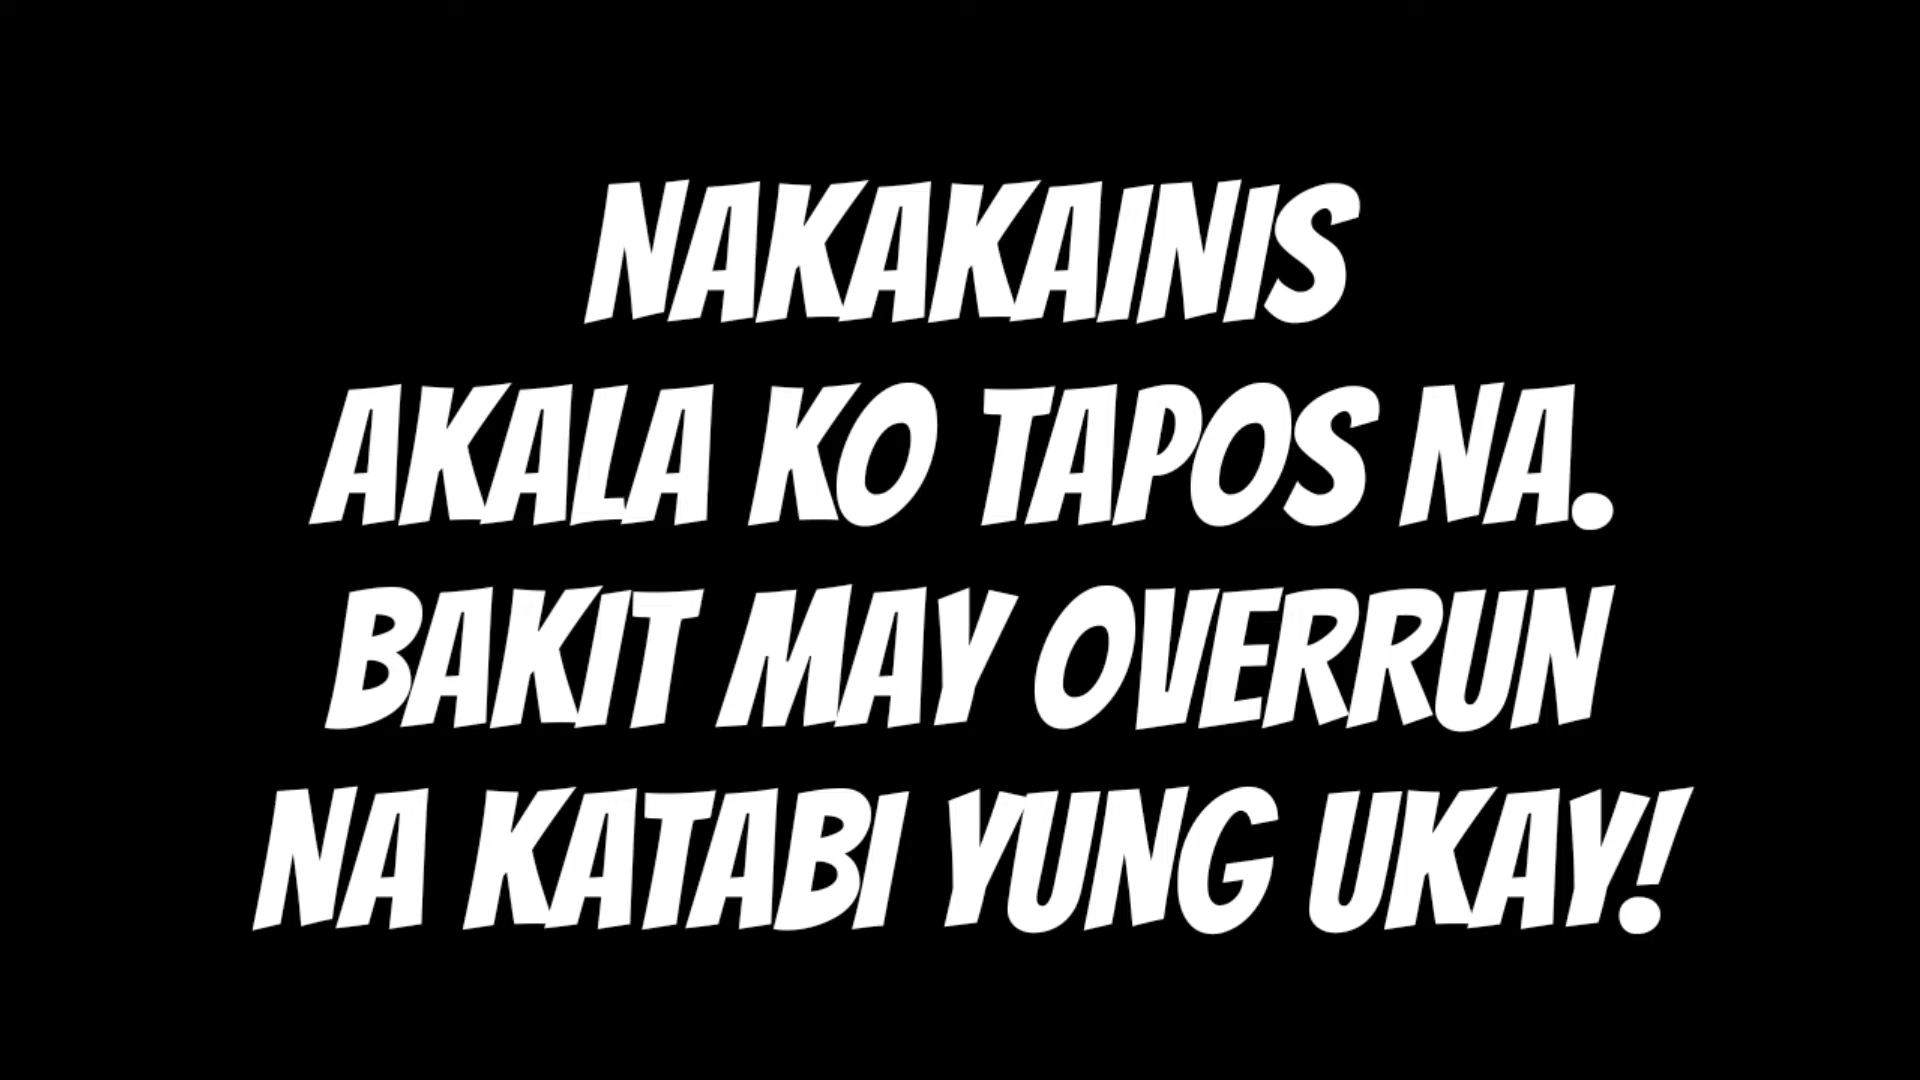 NAKAKAINIS
AKALA KO TAPOS NA.
BAKIT MAY OVERRUN
NA KATABI YUNG UKAY!